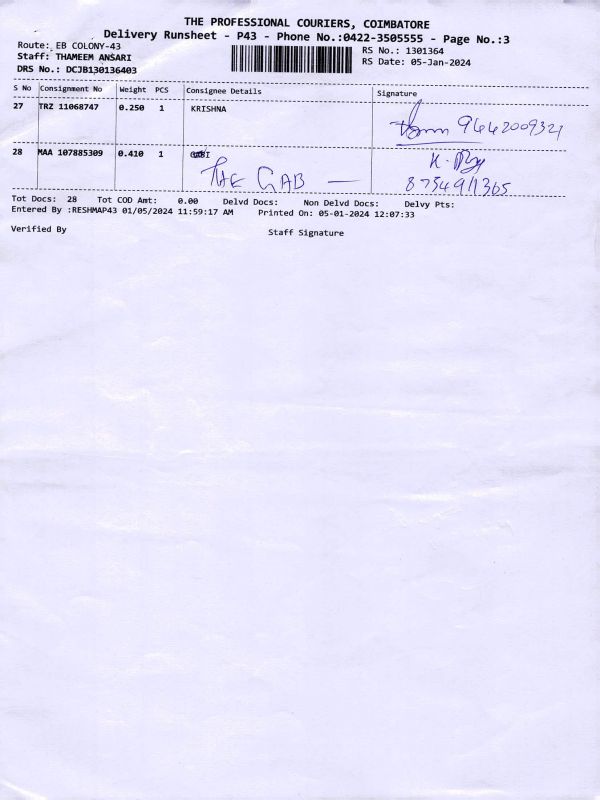 THE PROFESSIONAL COURIERS, COIMBATORE
Delivery Runsheet - P43 - Phone No.:0422-3505555 - Page No.:3
Route: EB COLONY-43
RS No.: 1301364
Staff: THAMEEM ANSARI
RS Date: 05-Jan-2024
DRS No.: DCJB130136403
S No Consignment No Weight PCS Consignee Details Signature
27 TRZ 11068747 0.250 1 KRISHNA
9442009321
28 MAA 107885309 0.410 1
THE GAB —
8754911365
Tot Docs: 28 Tot COD Amt: 0.00 Delvd Docs: Non Delvd Docs: Delvy Pts:
Entered By :RESHMAP43 01/05/2024 11:59:17 AM Printed On: 05-01-2024 12:07:33
Verified By Staff Signature